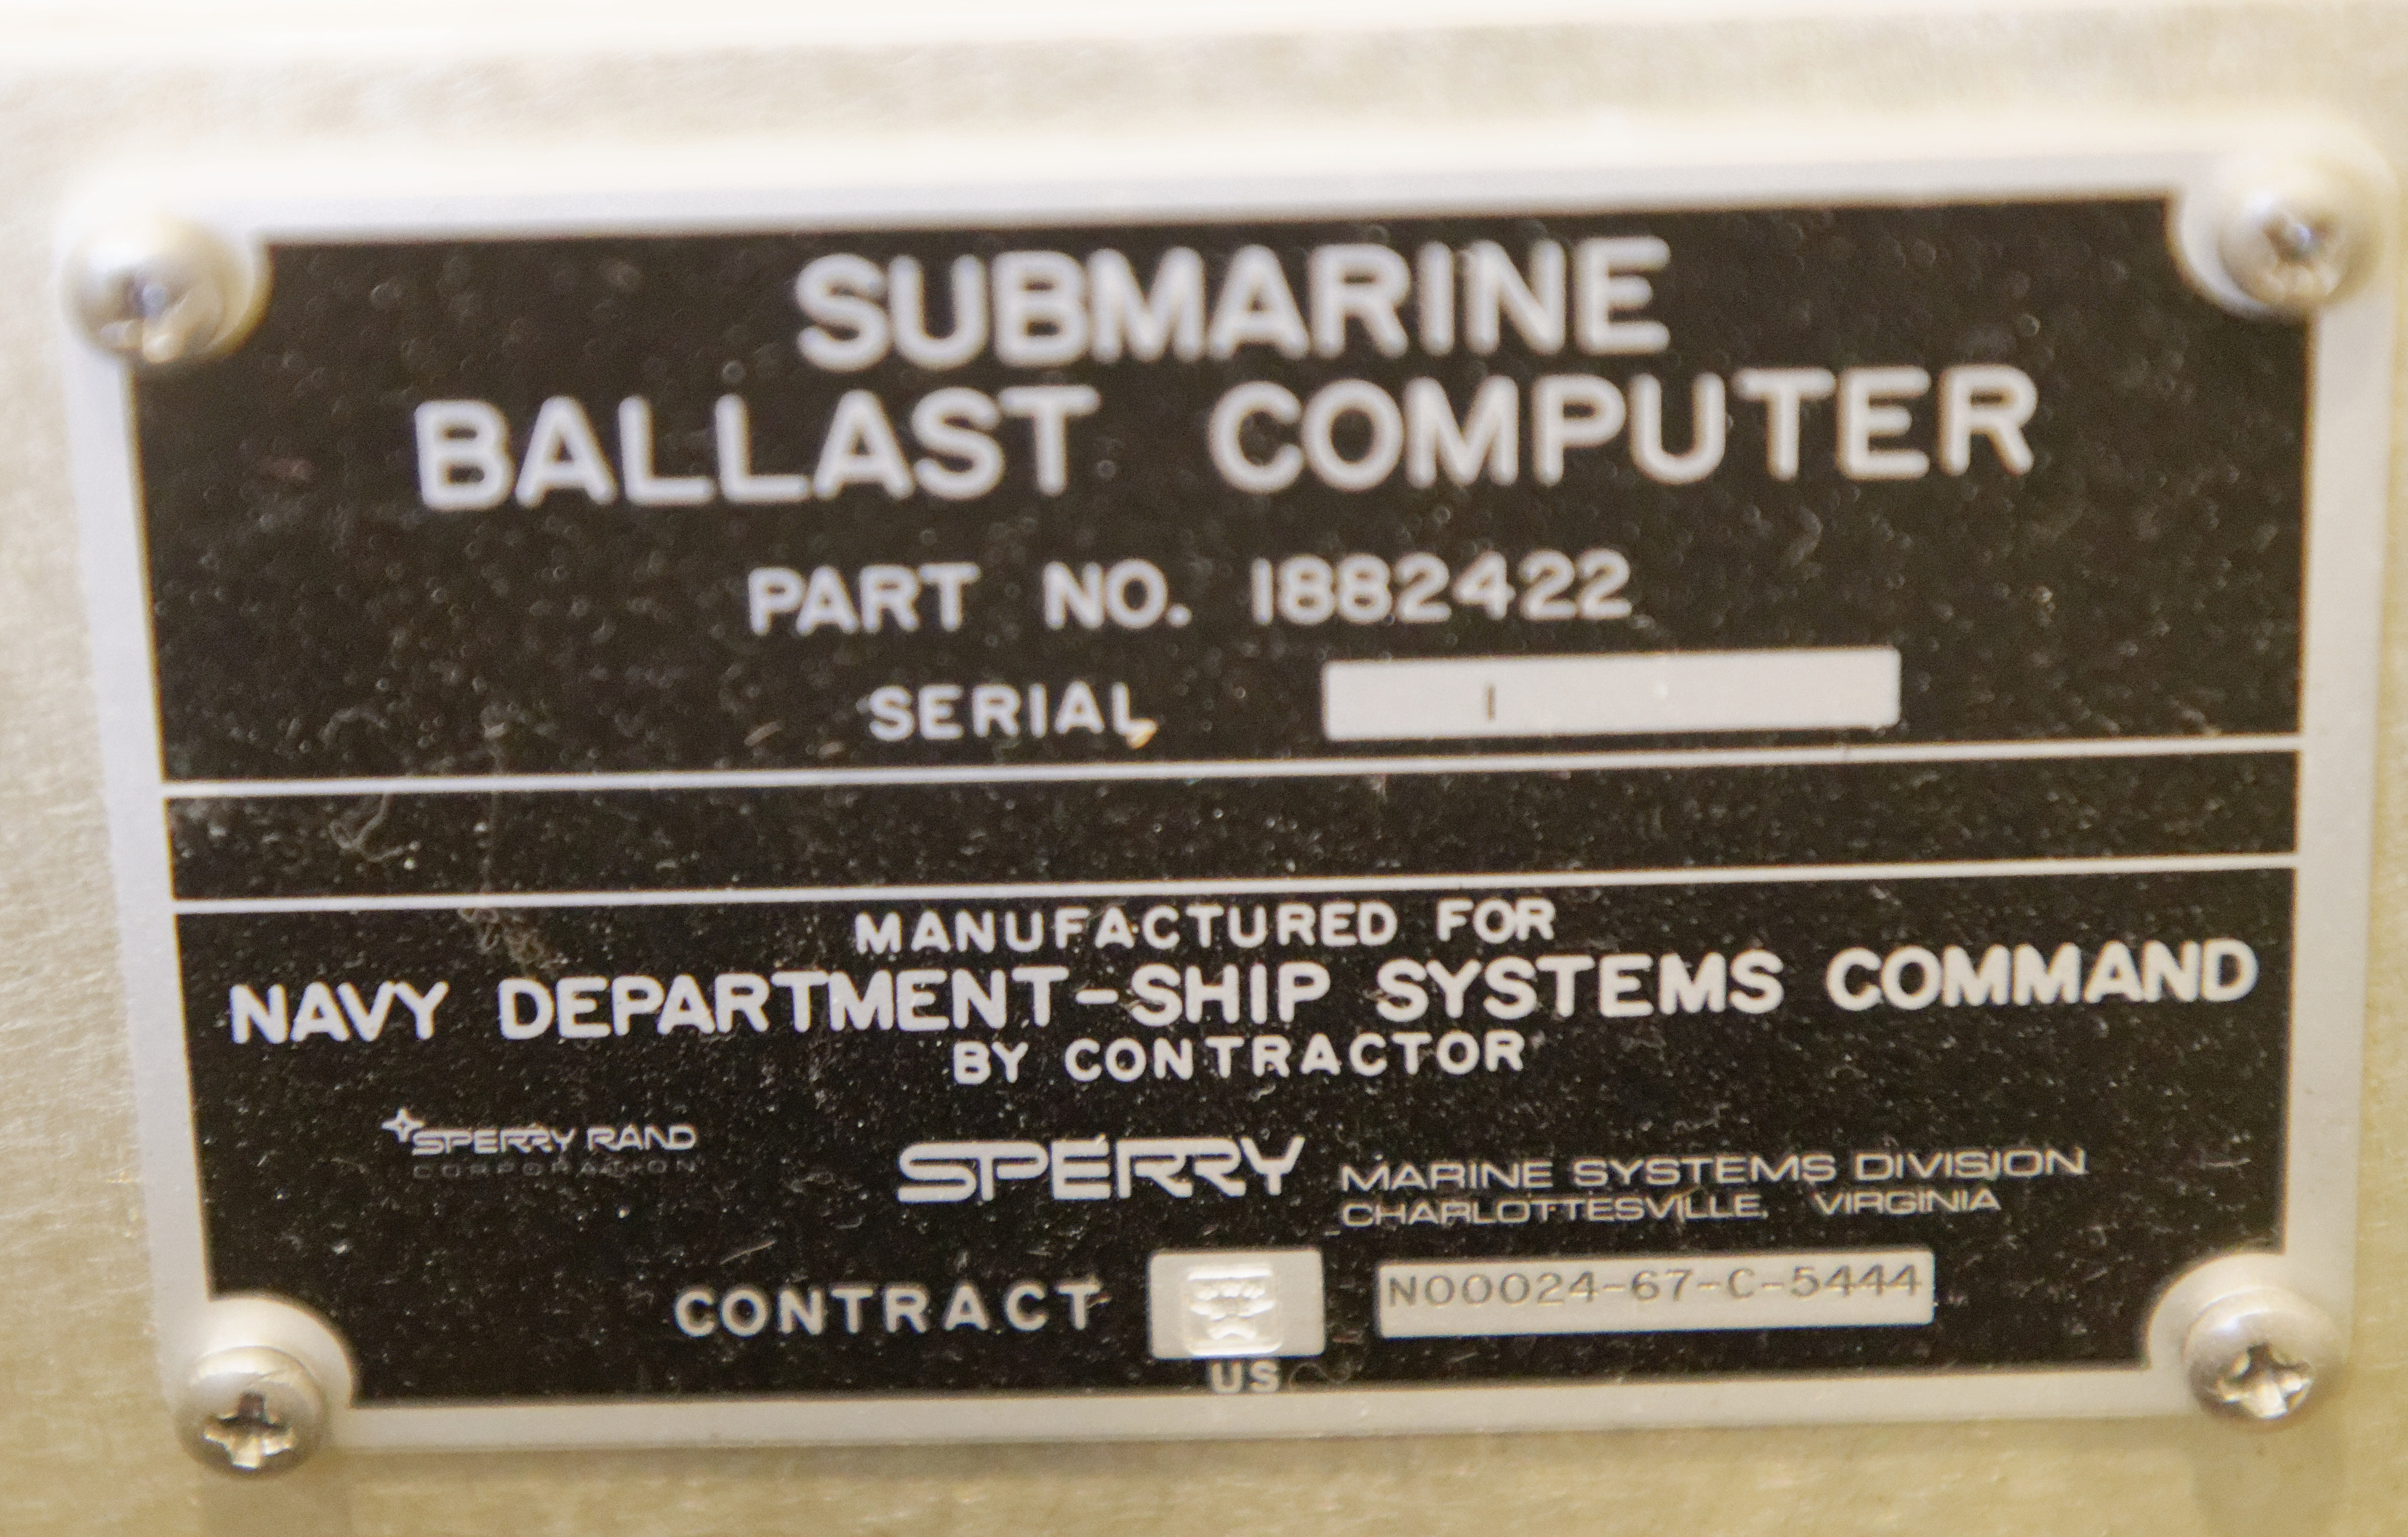 SUBMARINE
BALLAST COMPUTER
PART NO. 1882422
SERIAL 1
MANUFACTURED FOR
NAVY DEPARTMENT-SHIP SYSTEMS COMMAND
BY CONTRACTOR
SPERRY RAND
CORPORATION
SPERRY
MARINE SYSTEMS DIVISION
CHARLOTTESVILLE, VIRGINIA
CONTRACT N00024-67-C-5444
US